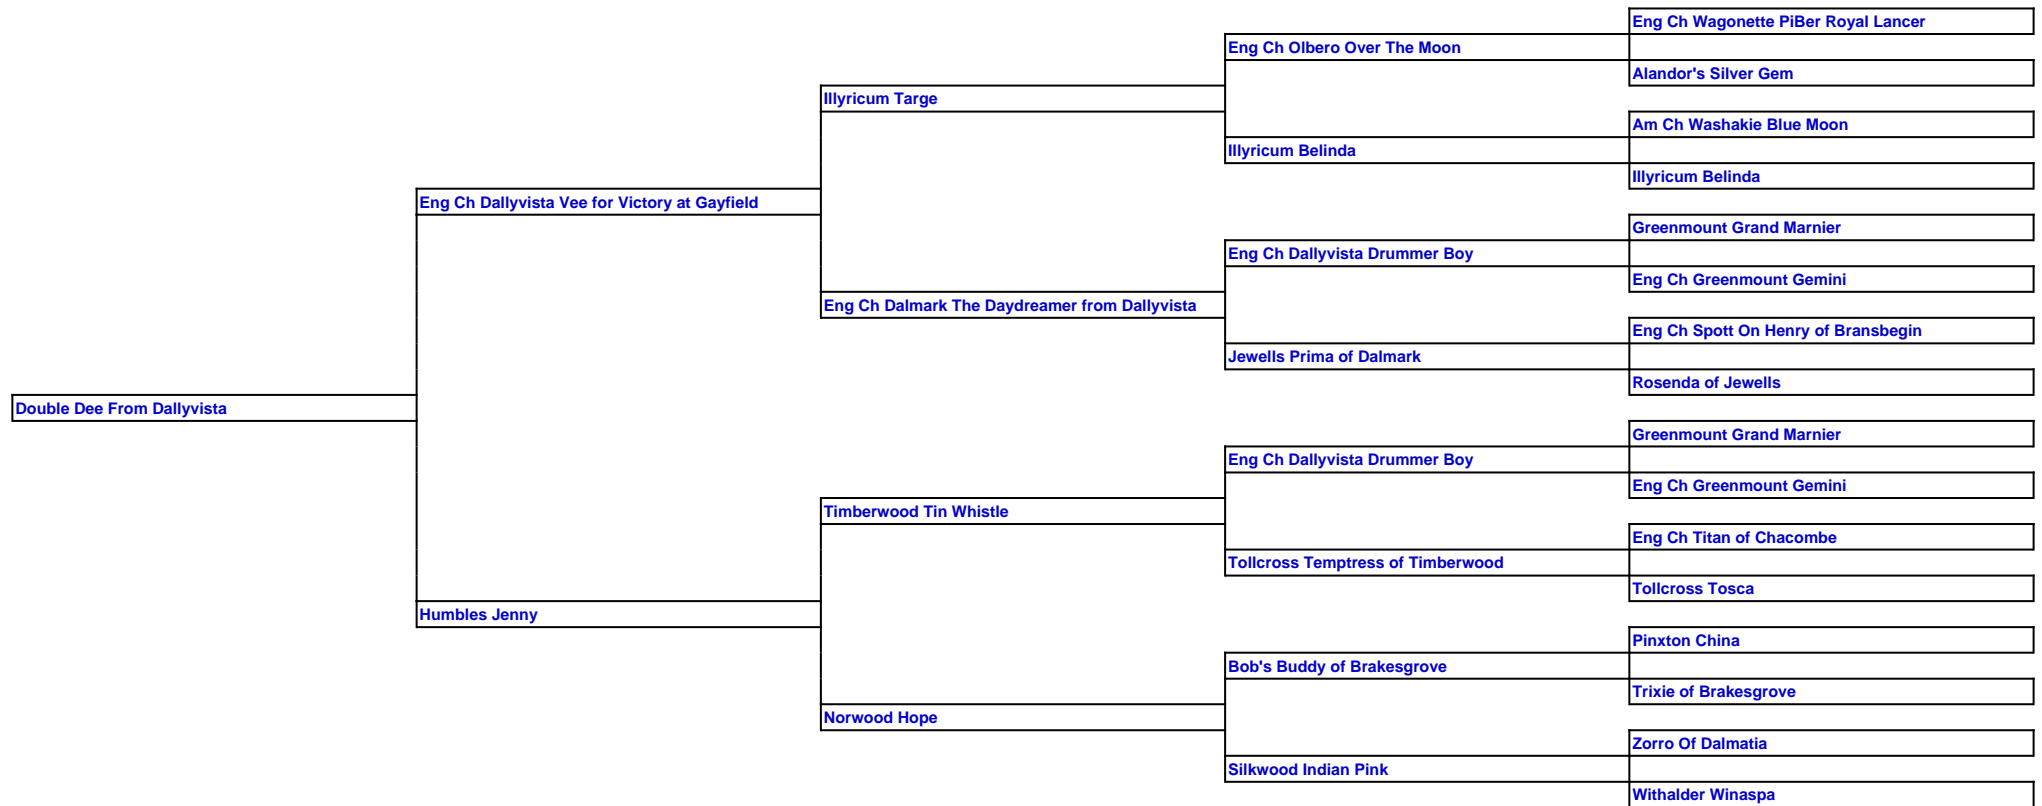 Eng Ch Wagonette PiBer Royal Lancer
Eng Ch Olbero Over The Moon
Alandor's Silver Gem
Illyricum Targe
Am Ch Washakie Blue Moon
Illyricum Belinda
Illyricum Belinda
Eng Ch Dallyvista Vee for Victory at Gayfield
Greenmount Grand Marnier
Eng Ch Dallyvista Drummer Boy
Eng Ch Greenmount Gemini
Eng Ch Dalmark The Daydreamer from Dallyvista
Eng Ch Spott On Henry of Bransbegin
Jewells Prima of Dalmark
Rosenda of Jewells
Double Dee From Dallyvista
Greenmount Grand Marnier
Eng Ch Dallyvista Drummer Boy
Eng Ch Greenmount Gemini
Timberwood Tin Whistle
Eng Ch Titan of Chacombe
Tollcross Temptress of Timberwood
Tollcross Tosca
Humbles Jenny
Pinxton China
Bob's Buddy of Brakesgrove
Trixie of Brakesgrove
Norwood Hope
Zorro Of Dalmatia
Silkwood Indian Pink
Withalder Winaspa